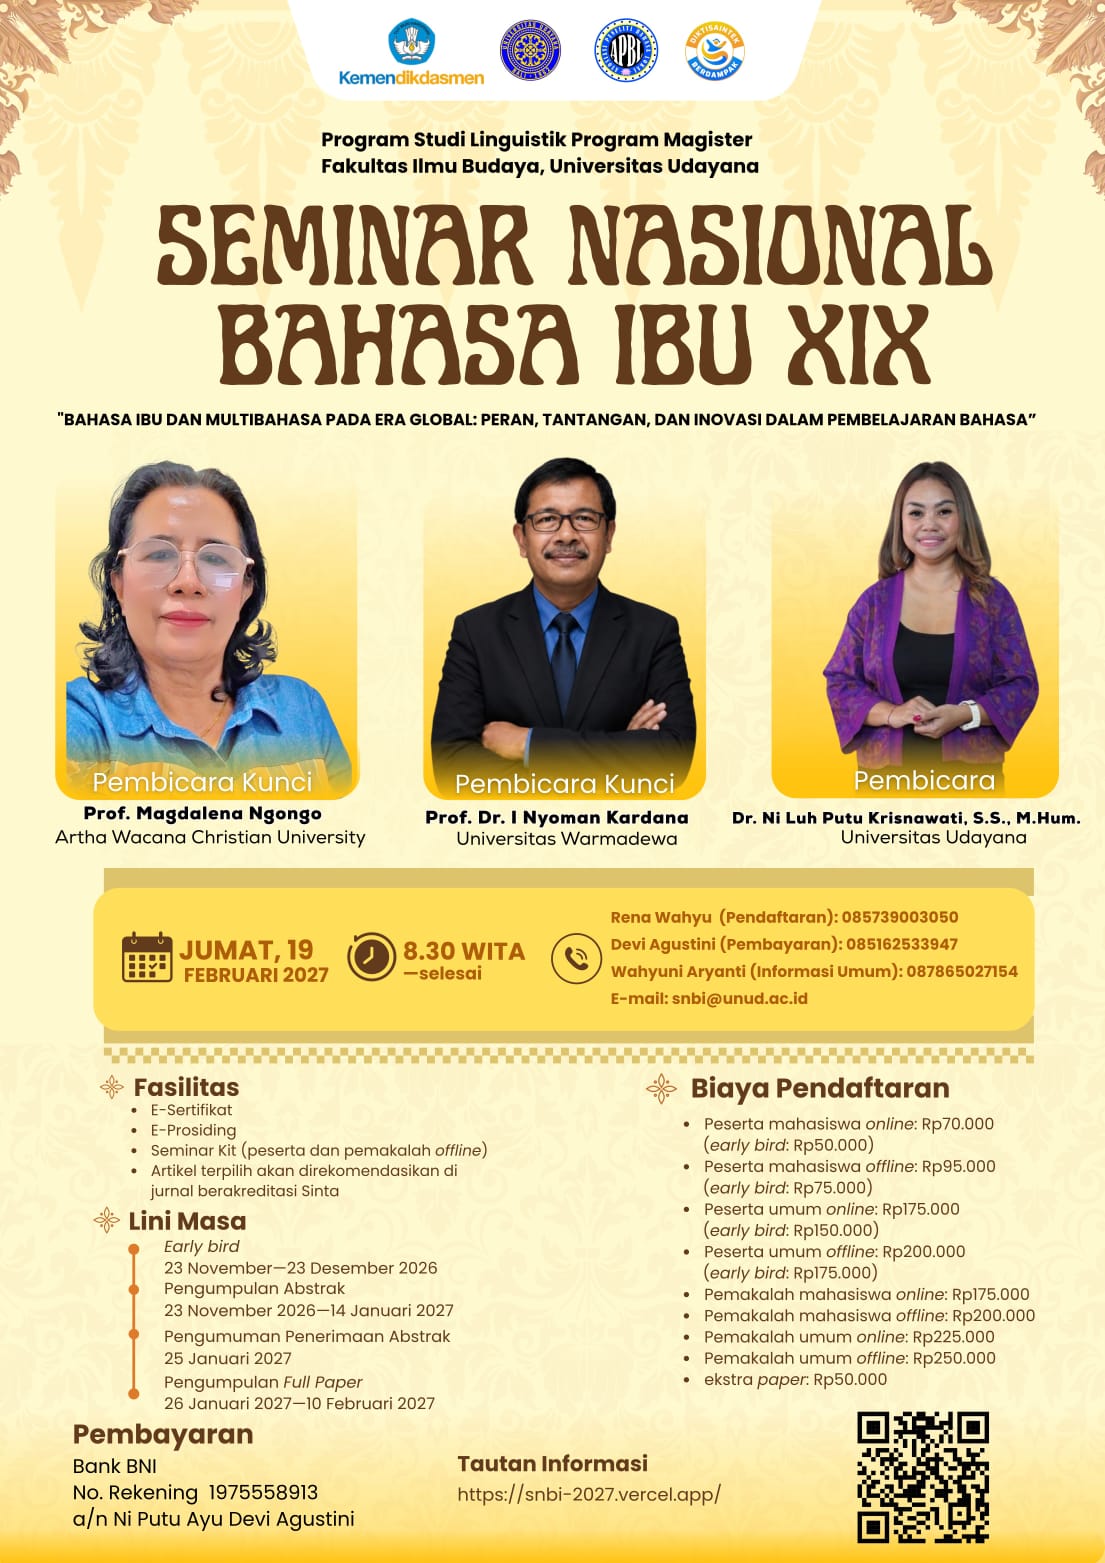 Kemendikdasmen
UNIVERSITAS UDAYANA
BALI - 1962
APBL
DIKTISAINTEK
BERDAMPAK
Program Studi Linguistik Program Magister
Fakultas Ilmu Budaya, Universitas Udayana
SEMINAR NASIONAL
BAHASA IBU XIX
"BAHASA IBU DAN MULTIBAHASA PADA ERA GLOBAL: PERAN, TANTANGAN, DAN INOVASI DALAM PEMBELAJARAN BAHASA”
Pembicara Kunci
Prof. Magdalena Ngongo
Artha Wacana Christian University
Pembicara Kunci
Prof. Dr. I Nyoman Kardana
Universitas Warmadewa
Pembicara
Dr. Ni Luh Putu Krisnawati, S.S., M.Hum.
Universitas Udayana
JUMAT, 19
FEBRUARI 2027
8.30 WITA
—selesai
Rena Wahyu (Pendaftaran): 085739003050
Devi Agustini (Pembayaran): 085162533947
Wahyuni Aryanti (Informasi Umum): 087865027154
E-mail: snbi@unud.ac.id
Fasilitas
• E-Sertifikat
• E-Prosiding
• Seminar Kit (peserta dan pemakalah offline)
• Artikel terpilih akan direkomendasikan di
jurnal berakreditasi Sinta
Lini Masa
Early bird
23 November—23 Desember 2026
Pengumpulan Abstrak
23 November 2026—14 Januari 2027
Pengumuman Penerimaan Abstrak
25 Januari 2027
Pengumpulan Full Paper
26 Januari 2027—10 Februari 2027
Biaya Pendaftaran
• Peserta mahasiswa online: Rp70.000
(early bird: Rp50.000)
• Peserta mahasiswa offline: Rp95.000
(early bird: Rp75.000)
• Peserta umum online: Rp175.000
(early bird: Rp150.000)
• Peserta umum offline: Rp200.000
(early bird: Rp175.000)
• Pemakalah mahasiswa online: Rp175.000
• Pemakalah mahasiswa offline: Rp200.000
• Pemakalah umum online: Rp225.000
• Pemakalah umum offline: Rp250.000
• ekstra paper: Rp50.000
Pembayaran
Bank BNI
No. Rekening 1975558913
a/n Ni Putu Ayu Devi Agustini
Tautan Informasi
https://snbi-2027.vercel.app/